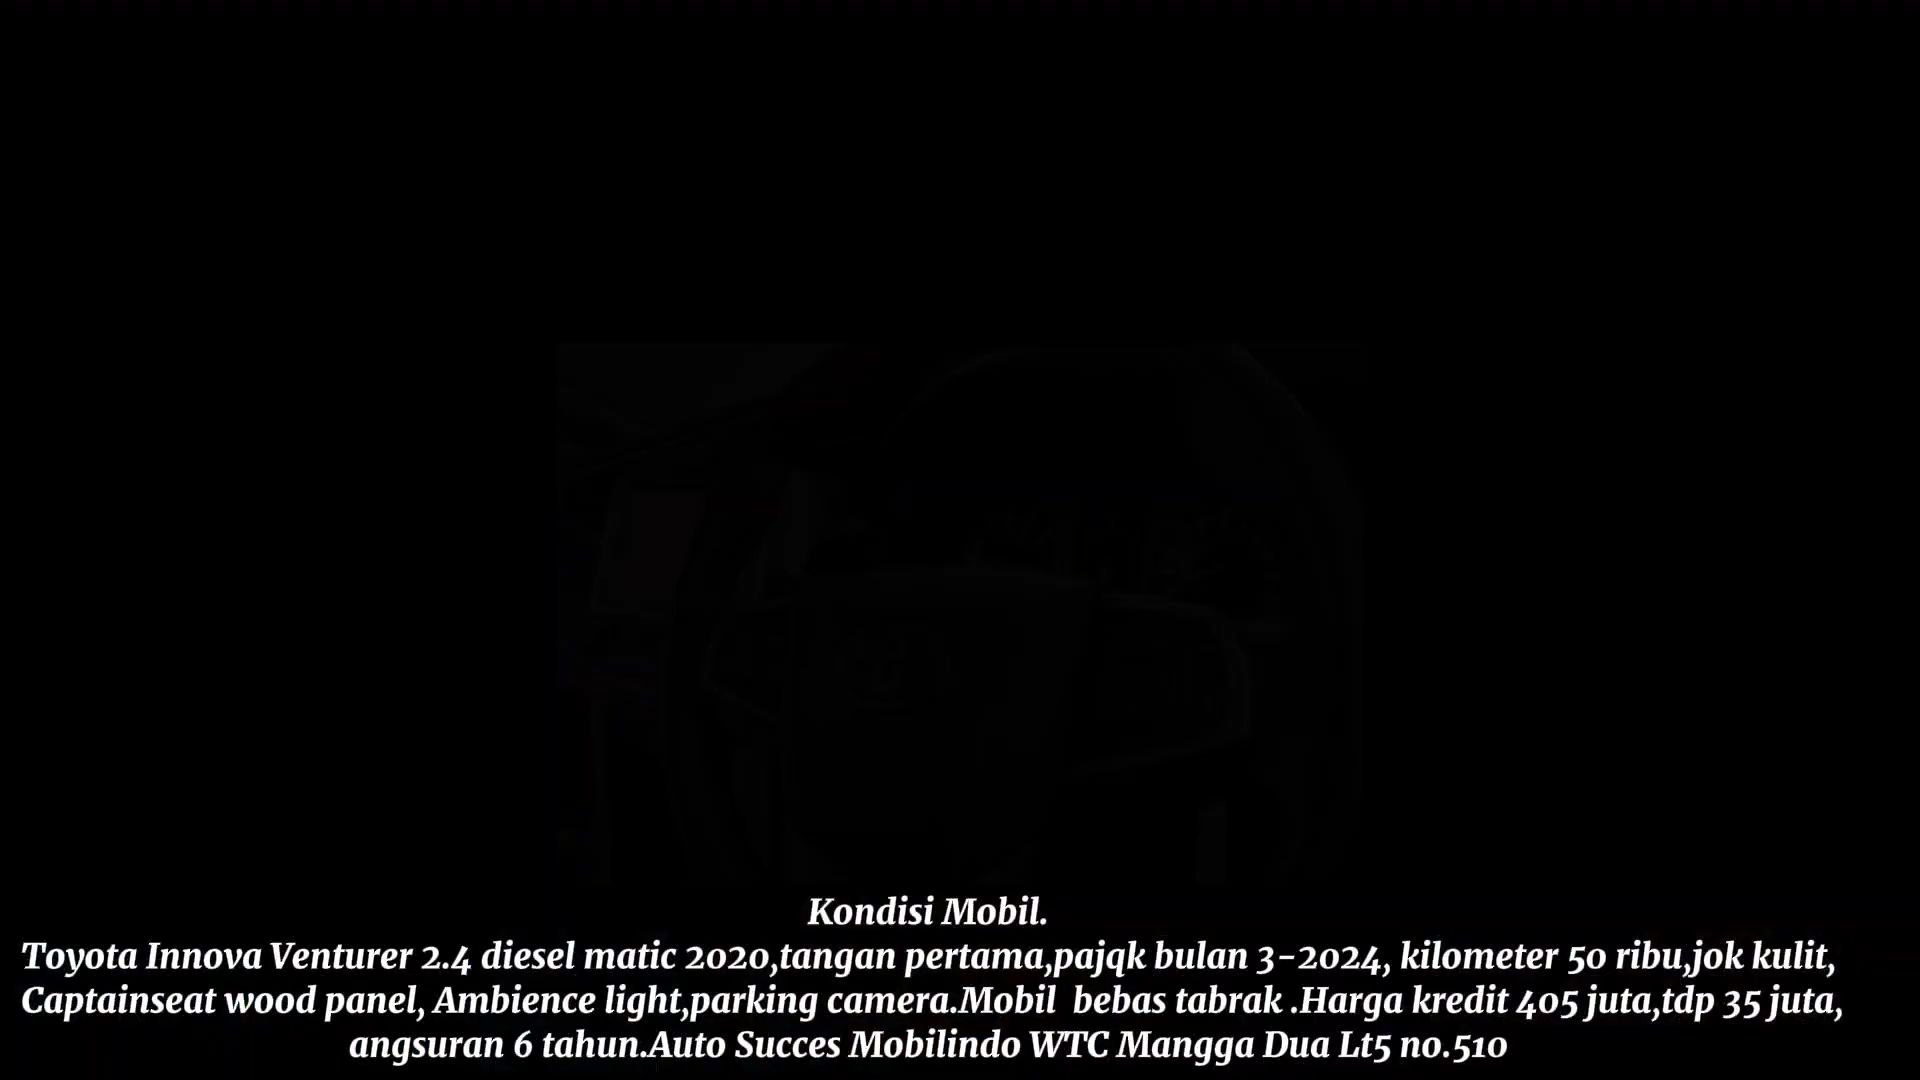 Kondisi Mobil.
Toyota Innova Venturer 2.4 diesel matic 2020,tangan pertama,pajqk bulan 3-2024, kilometer 50 ribu,jok kulit,
Captainseat wood panel, Ambience light,parking camera.Mobil  bebas tabrak .Harga kredit 405 juta,tdp 35 juta,
angsuran 6 tahun.Auto Succes Mobilindo WTC Mangga Dua Lt5 no.510